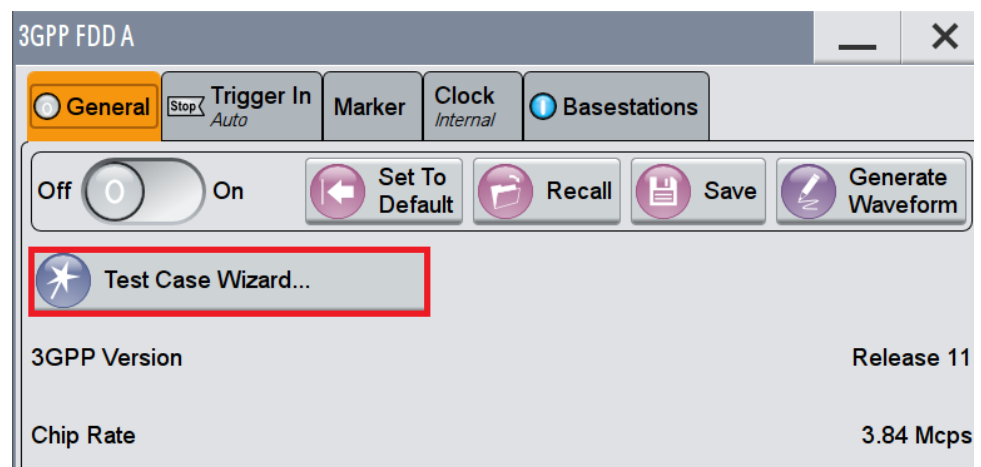 3GPP FDD A
General
Stop
Trigger In
Auto
Marker
Clock
Internal
Basestations
Off
0
On
Set To
Default
Recall
Save
Generate
Waveform
Test Case Wizard...
3GPP Version
Release 11
Chip Rate
3.84 Mcps